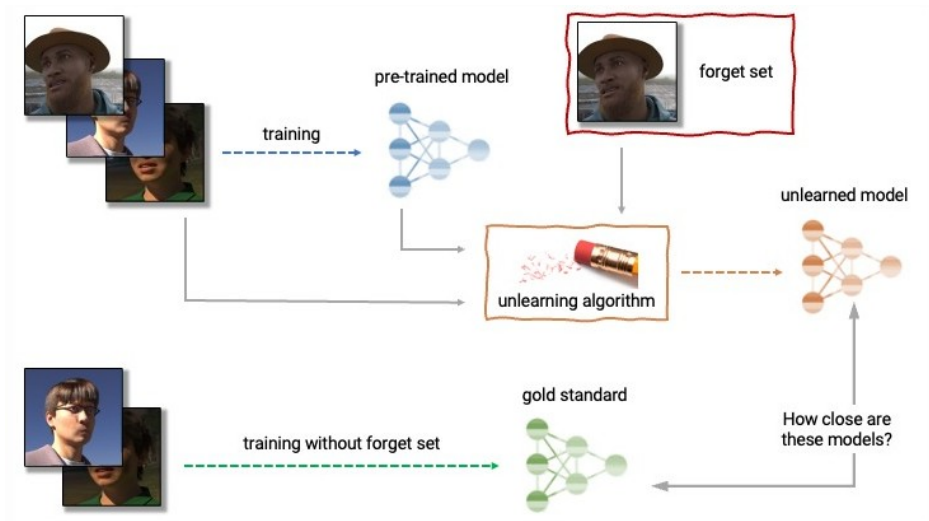 forget set
pre-trained model
training
unlearned model
unlearning algorithm
gold standard
How close are
these models?
training without forget set